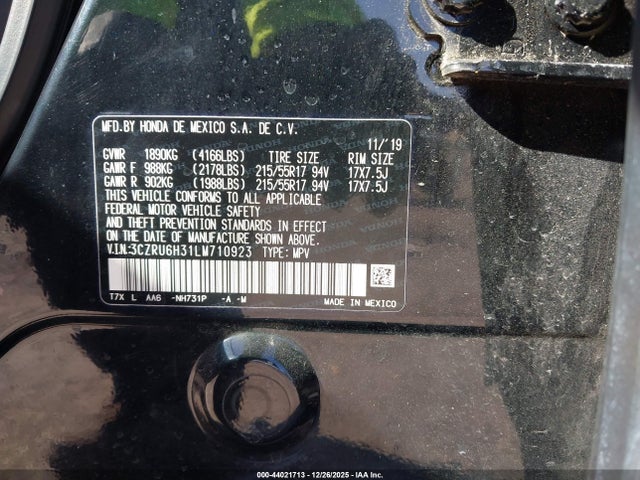 MFD.BY HONDA DE MEXICO S.A. DE C.V.
11/'19
GVWR 1890KG (4166LBS) TIRE SIZE RIM SIZE
GAWR F 988KG (2178LBS) 215/55R17 94V 17X7.5J
GAWR R 902KG (1988LBS) 215/55R17 94V 17X7.5J
THIS VEHICLE CONFORMS TO ALL APPLICABLE
FEDERAL MOTOR VEHICLE SAFETY
AND THEFT PREVENTION STANDARDS IN EFFECT
ON THE DATE OF MANUFACTURE SHOWN ABOVE.
V.IN:3CZRU6H31LM710923 TYPE: MPV
T7X L AA6 -NH731P -A -M MADE IN MEXICO
000-44021713 - 12/26/2025 - IAA Inc.